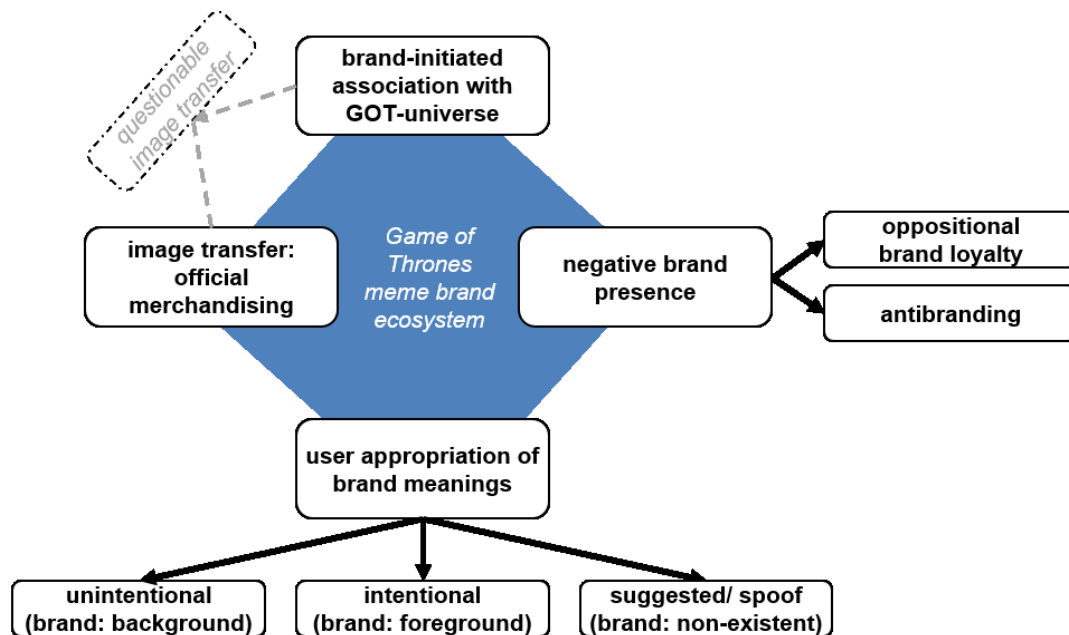 questionable
image transfer
brand-initiated
association with
GOT-universe
image transfer:
official
merchandising
Game of
Thrones
meme brand
ecosystem
negative brand
presence
oppositional
brand loyalty
antibranding
user appropriation of
brand meanings
unintentional
(brand: background)
intentional
(brand: foreground)
suggested/ spoof
(brand: non-existent)